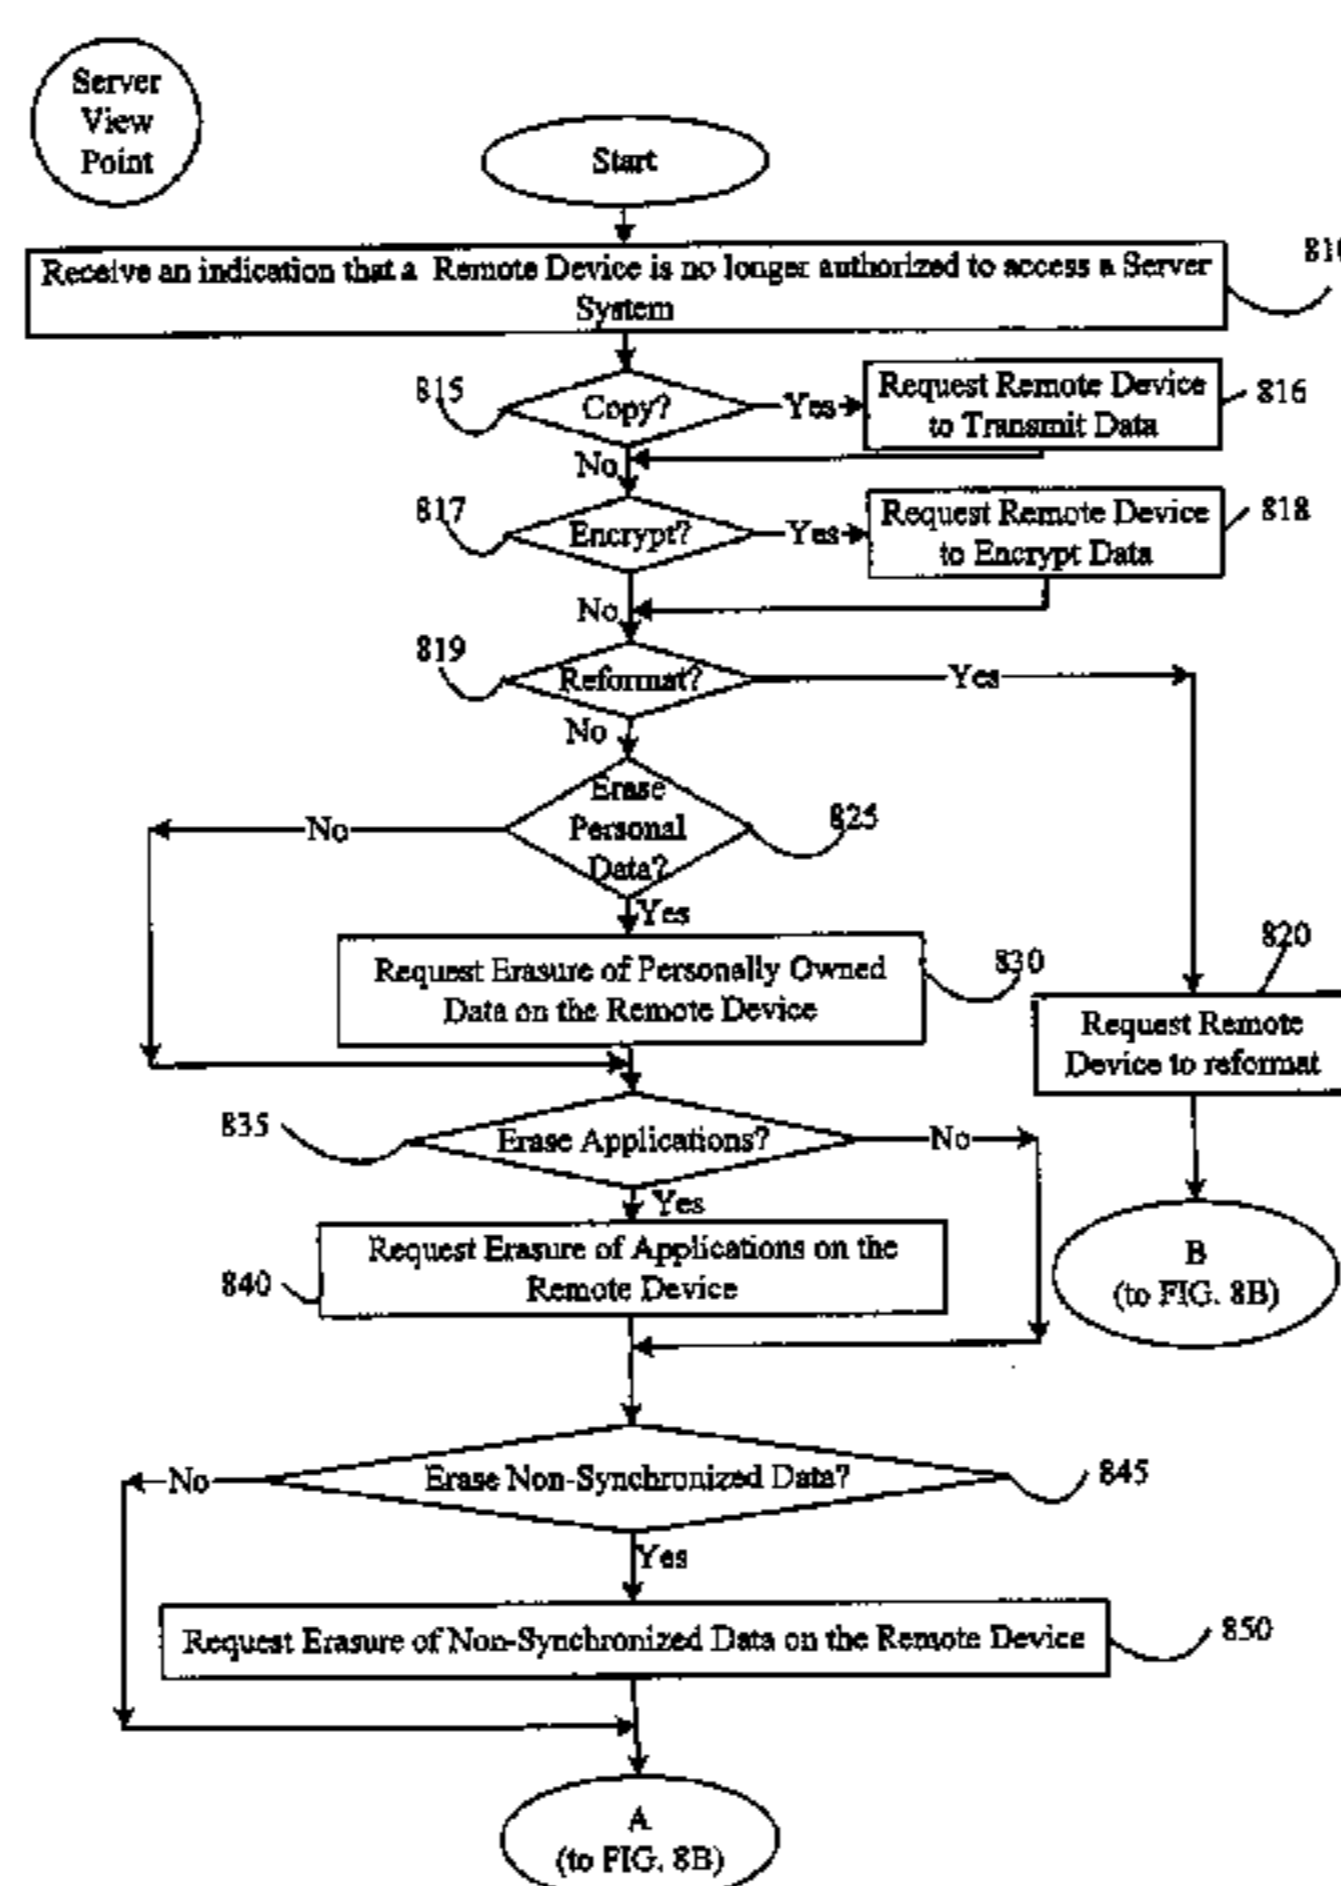 Server
View
Point
Start
Receive an indication that a Remote Device is no longer authorized to access a Server
System
810
815
Copy?
Yes
Request Remote Device
to Transmit Data
816
No
817
Encrypt?
Yes
Request Remote Device
to Encrypt Data
818
No
819
Reformat?
Yes
No
Erase
Personal
Data?
825
No
Yes
Request Erasure of Personally Owned
Data on the Remote Device
830
820
Request Remote
Device to reformat
835
Erase Applications?
No
Yes
Request Erasure of Applications on the
Remote Device
840
B
(to FIG. 8B)
No
Erase Non-Synchronized Data?
845
Yes
Request Erasure of Non-Synchronized Data on the Remote Device
850
A
(to FIG. 8B)